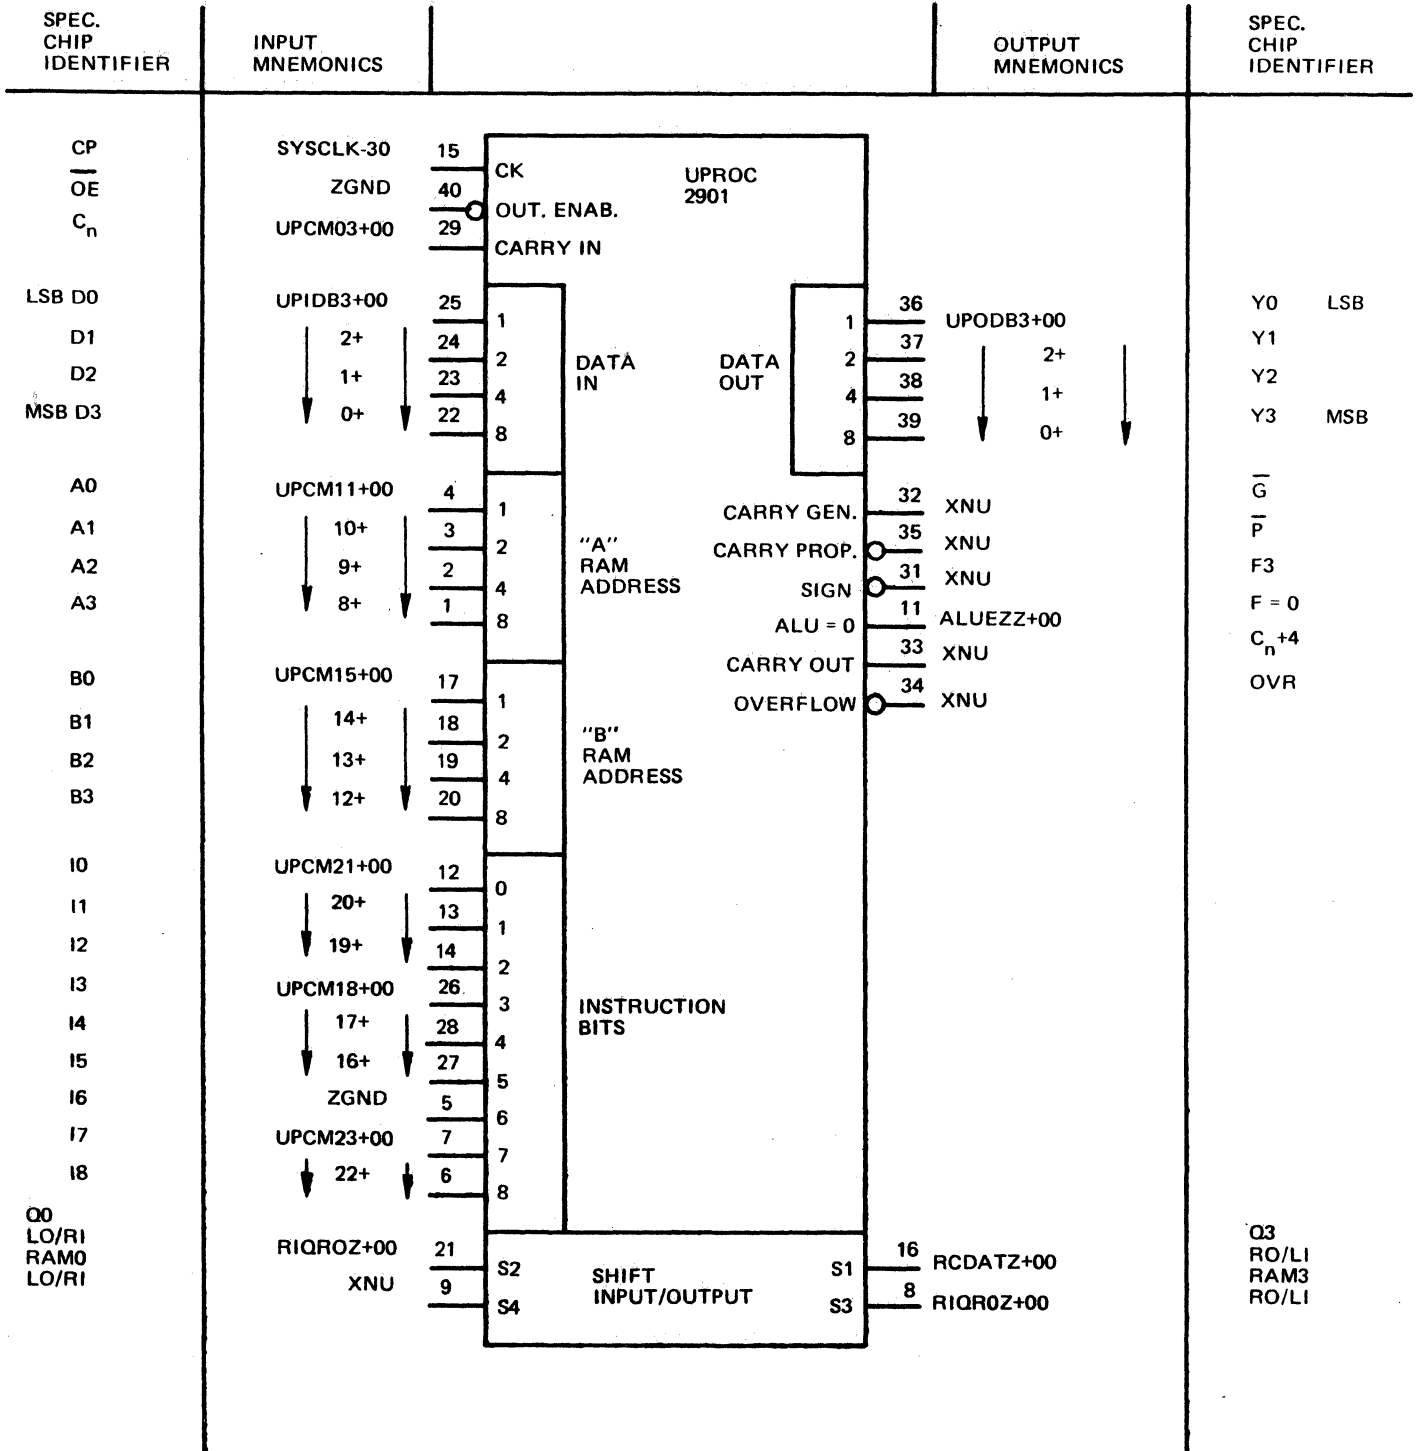 SPEC.
CHIP
IDENTIFIER
INPUT
MNEMONICS
OUTPUT
MNEMONICS
SPEC.
CHIP
IDENTIFIER
CP SYSCLK-30 15 CK
UPROC
2901
OE ZGND 40 OUT. ENAB.
Cn UPCM03+00 29 CARRY IN
LSB D0 UPIDB3+00 25 1
D1 2+ 24 2
D2 1+ 23 4
MSB D3 0+ 22 8
DATA
IN
DATA
OUT
1 36 UPODB3+00 Y0 LSB
2 37 2+ Y1
4 38 1+ Y2
8 39 0+ Y3 MSB
A0 UPCM11+00 4 1
A1 10+ 3 2
A2 9+ 2 4
A3 8+ 1 8
"A"
RAM
ADDRESS
CARRY GEN. 32 XNU G
CARRY PROP. 35 XNU P
SIGN 31 XNU F3
ALU = 0 11 ALUEZZ+00 F = 0
CARRY OUT 33 XNU Cn+4
OVERFLOW 34 XNU OVR
B0 UPCM15+00 17 1
B1 14+ 18 2
B2 13+ 19 4
B3 12+ 20 8
"B"
RAM
ADDRESS
I0 UPCM21+00 12 0
I1 20+ 13 1
I2 19+ 14 2
I3 UPCM18+00 26 3
I4 17+ 28 4
I5 16+ 27 5
I6 ZGND 5 6
I7 UPCM23+00 7 7
I8 22+ 6 8
INSTRUCTION
BITS
Q0
LO/RI
RAM0
LO/RI
RIQROZ+00 21 S2
XNU 9 S4
SHIFT
INPUT/OUTPUT
S1 16 RCDATZ+00
S3 8 RIQR0Z+00
Q3
RO/LI
RAM3
RO/LI